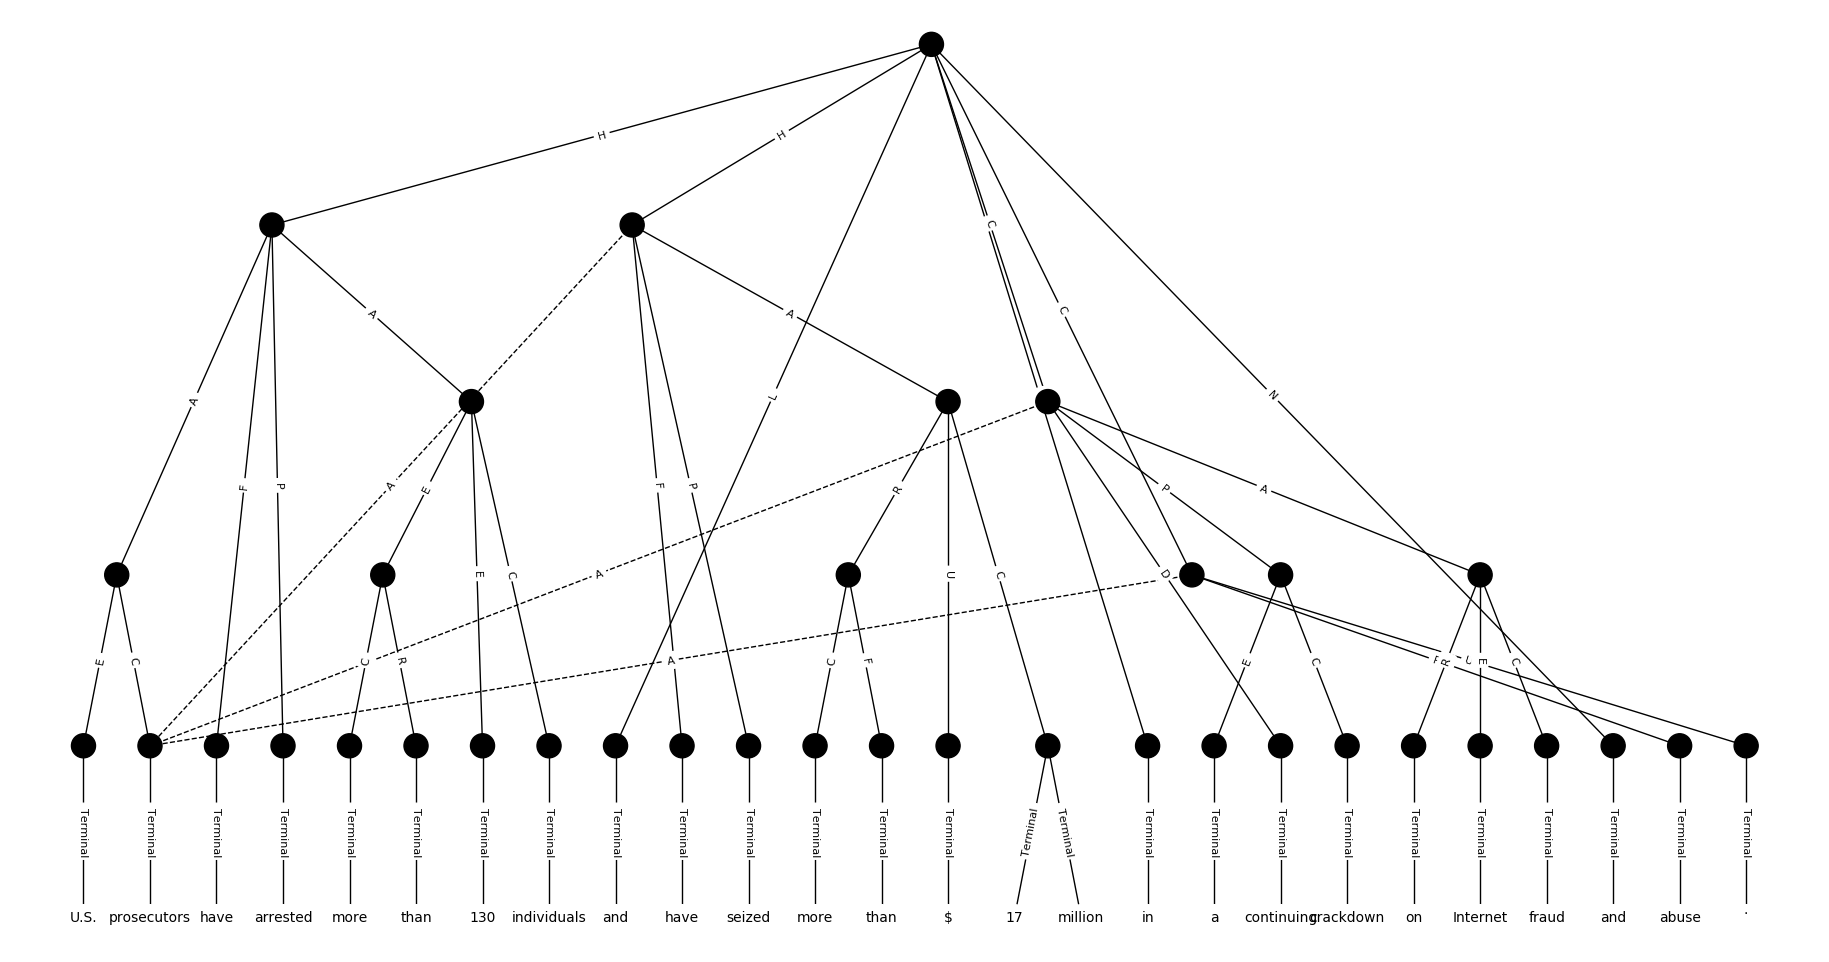 H H
C
C
A A
A L N
A E F P F P R P A
E C U C A D
E C C R C F A E C P R U E C
Terminal Terminal Terminal Terminal Terminal Terminal Terminal Terminal Terminal Terminal Terminal Terminal Terminal Terminal Terminal Terminal Terminal Terminal Terminal Terminal Terminal Terminal Terminal Terminal Terminal Terminal
U.S. prosecutors have arrested more than 130 individuals and have seized more than $ 17 million in a continuing crackdown on Internet fraud and abuse .